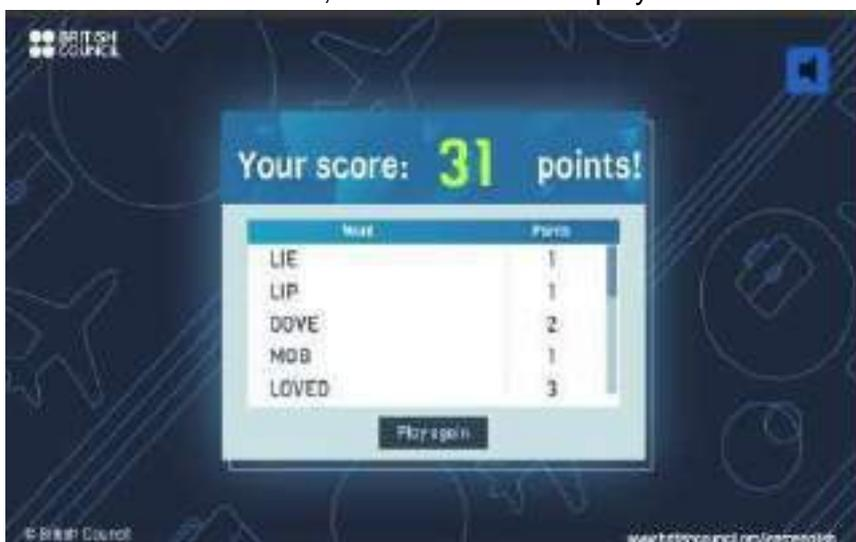 BRITISH
COUNCIL
Your score: 31 points!
Word Points
LIE 1
LIP 1
DOVE 2
MOB 1
LOVED 3
Play again
© British Council